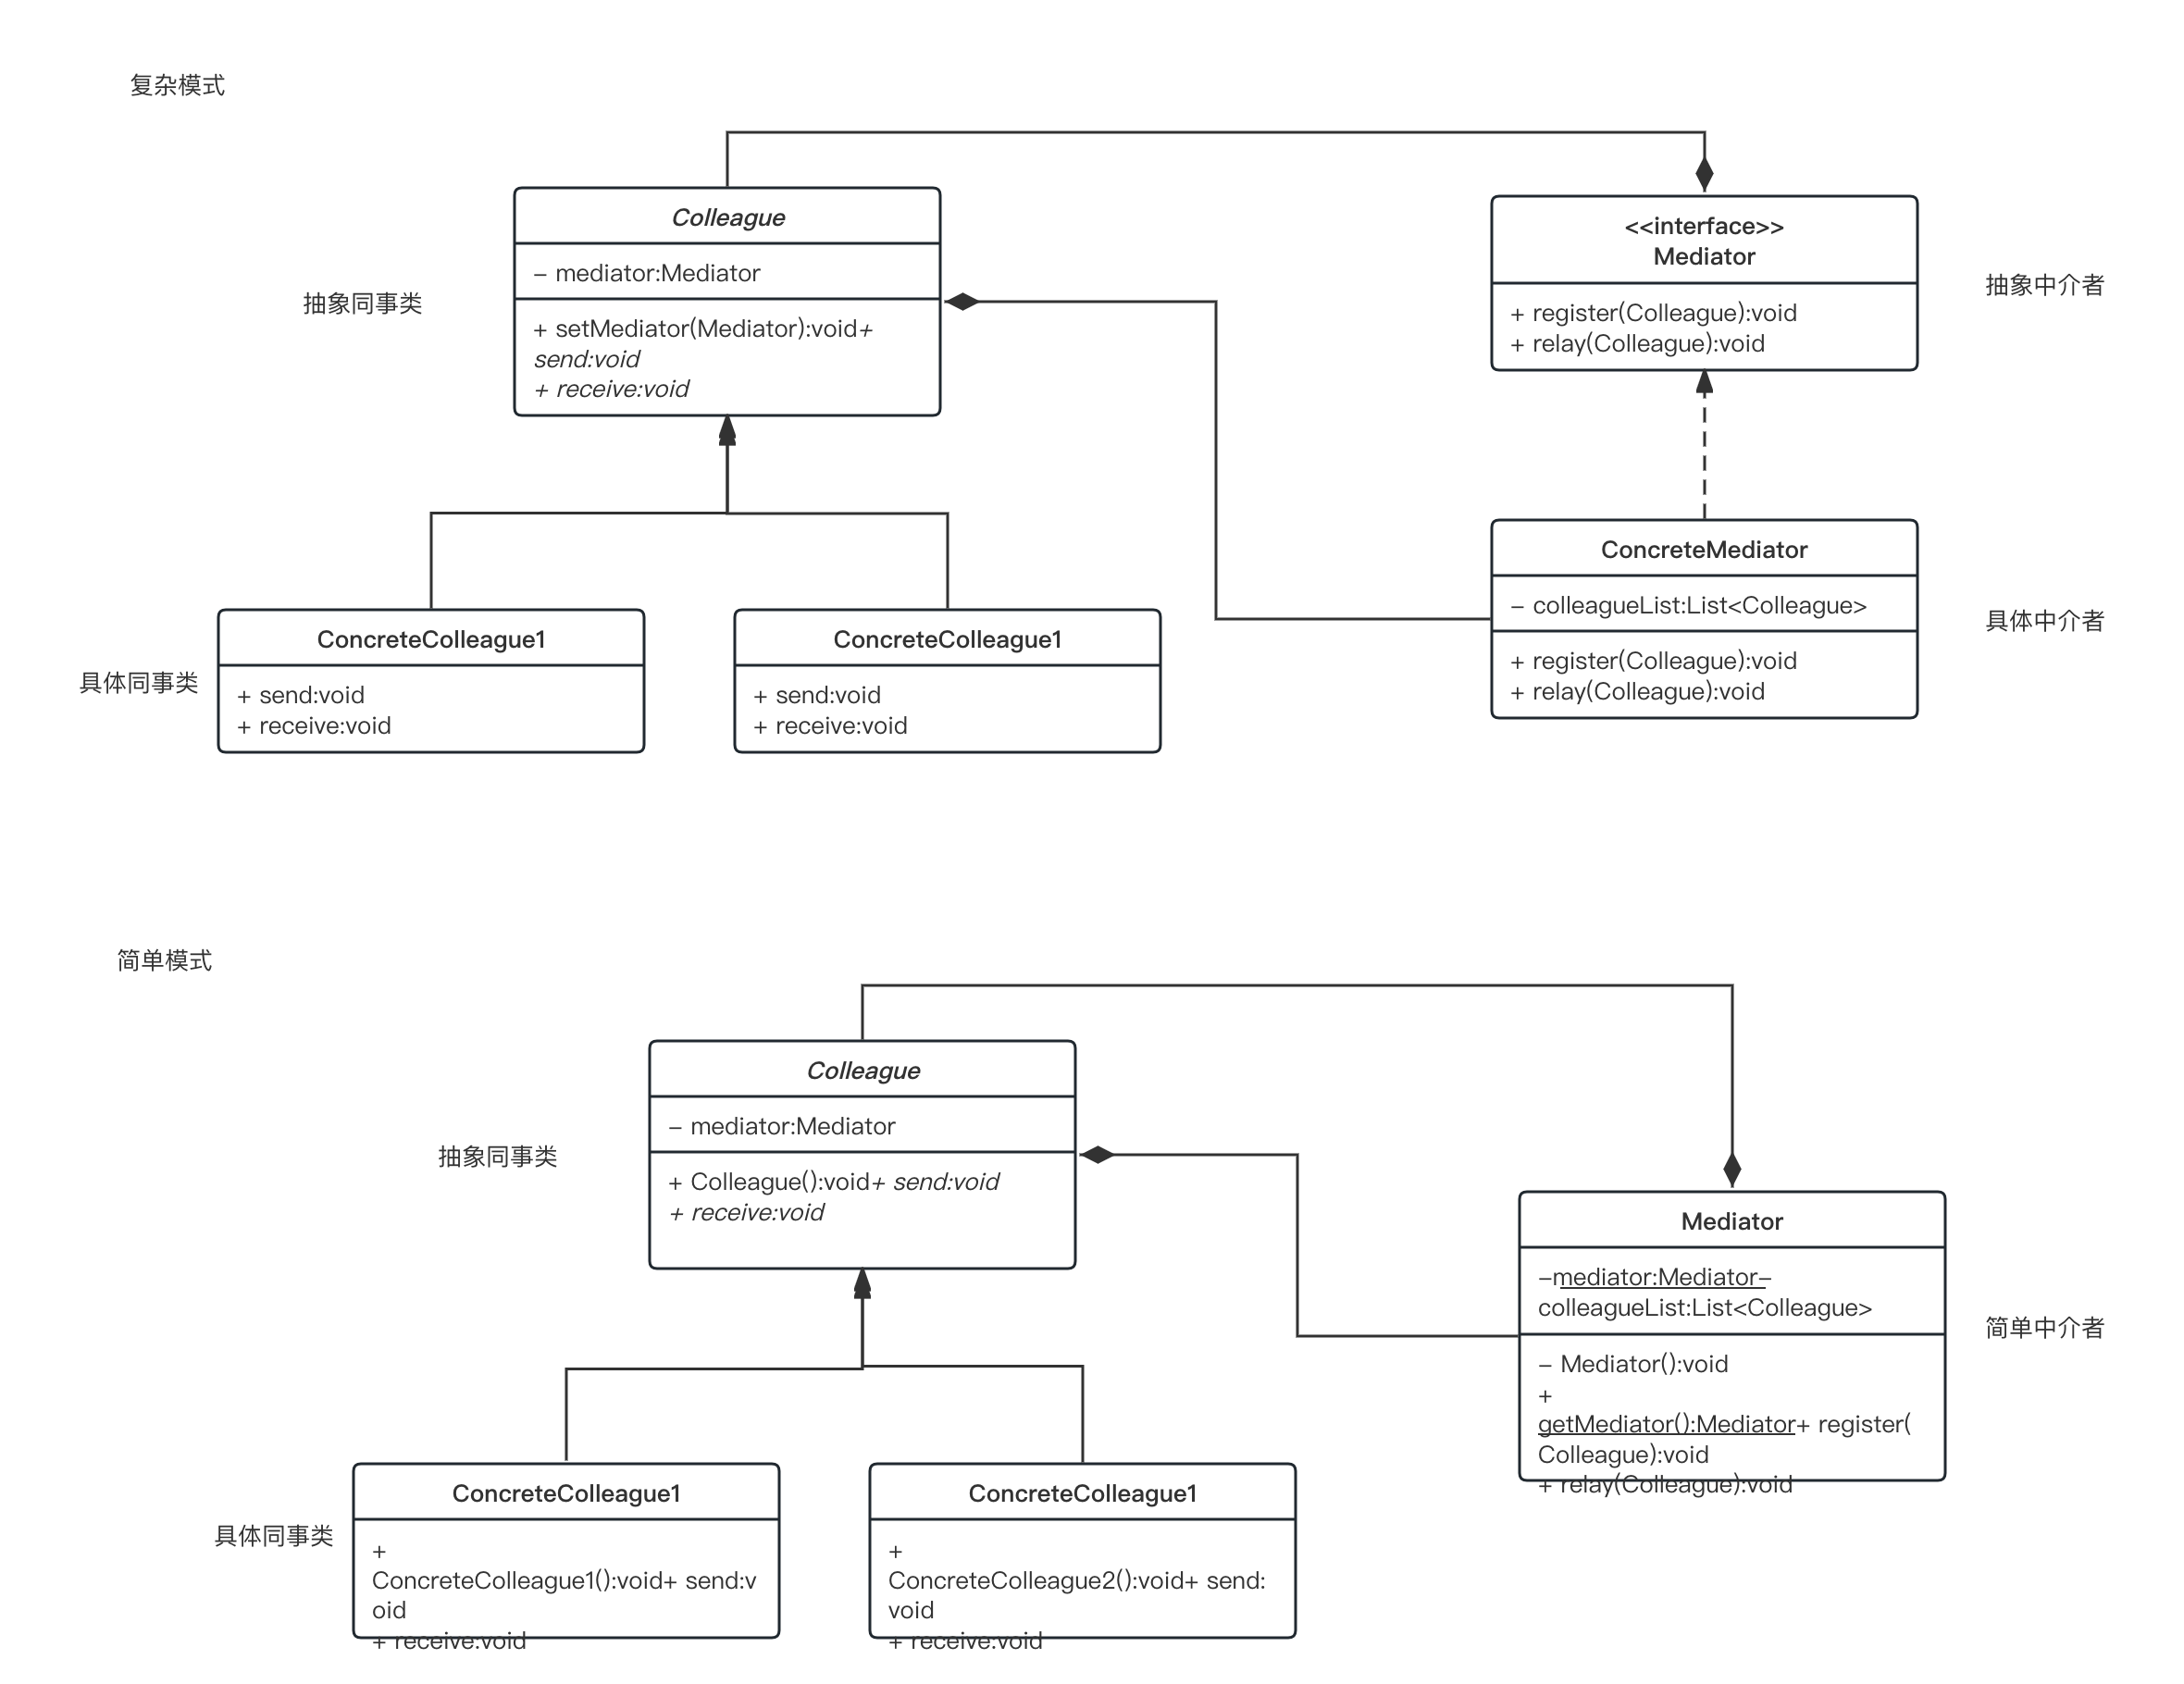 复杂模式
Colleague
- mediator:Mediator
+ setMediator(Mediator):void+
send:void
+ receive:void
抽象同事类
<<interface>>
Mediator
+ register(Colleague):void
+ relay(Colleague):void
抽象中介者
ConcreteMediator
- colleagueList:List<Colleague>
+ register(Colleague):void
+ relay(Colleague):void
具体中介者
具体同事类
ConcreteColleague1
+ send:void
+ receive:void
ConcreteColleague1
+ send:void
+ receive:void
简单模式
Colleague
- mediator:Mediator
+ Colleague():void+ send:void
+ receive:void
抽象同事类
Mediator
-mediator:Mediator-
colleagueList:List<Colleague>
- Mediator():void
+
getMediator():Mediator+ register(
Colleague):void
+ relay(Colleague):void
简单中介者
具体同事类
ConcreteColleague1
+
ConcreteColleague1():void+ send:v
oid
+ receive:void
ConcreteColleague1
+
ConcreteColleague2():void+ send:
void
+ receive:void